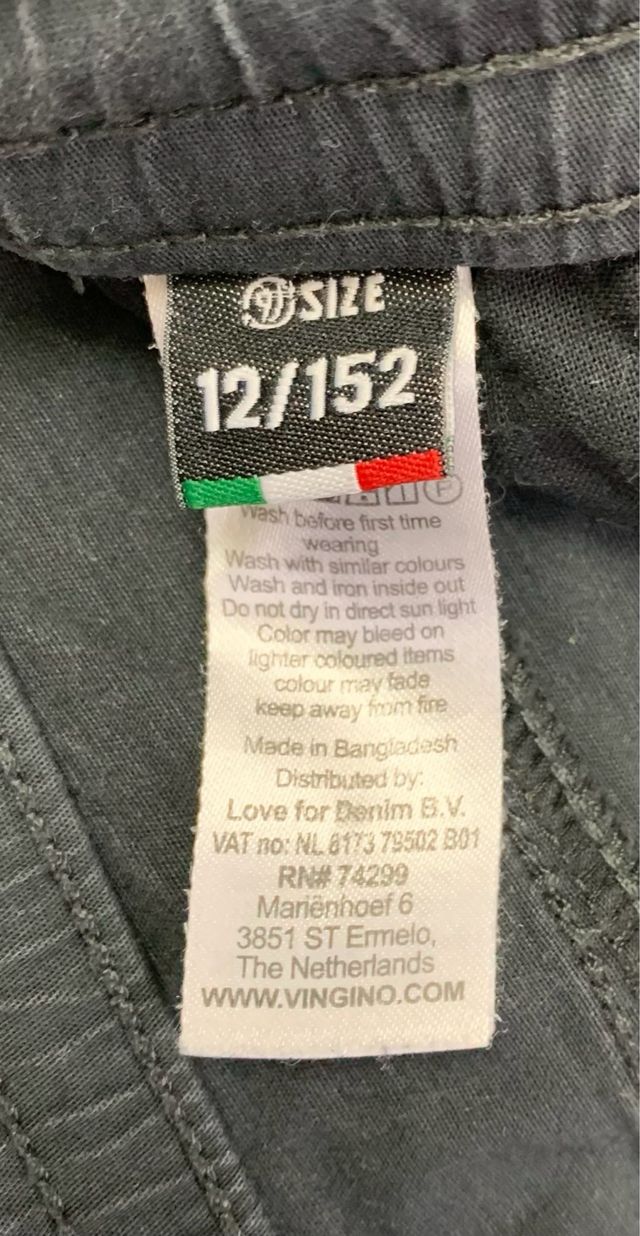 SIZE
12/152
Wash before first time
wearing
Wash with similar colours
Wash and iron inside out
Do not dry in direct sun light
Color may bleed on
lighter coloured items
colour may fade
keep away from fire
Made in Bangladesh
Distributed by:
Love for Denim B.V.
VAT no: NL 8173 79502 B01
RN# 74299
Mariënhoef 6
3851 ST Ermelo,
The Netherlands
WWW.VINGINO.COM